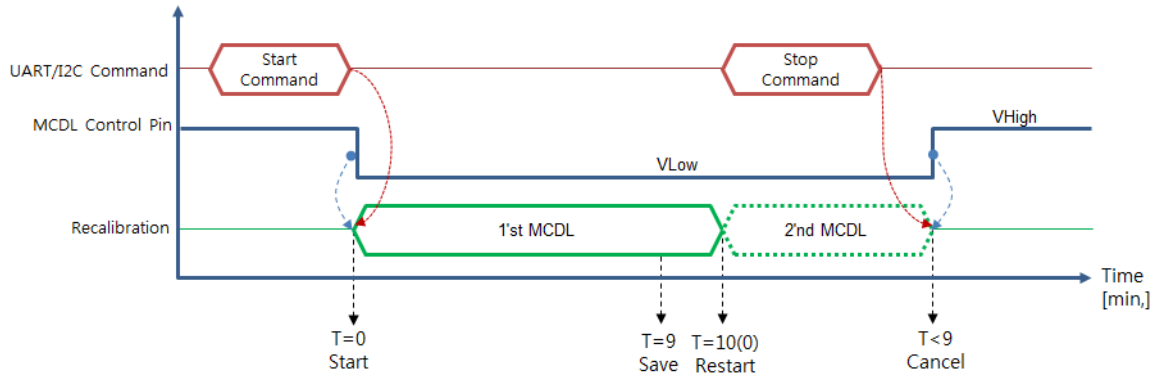 UART/I2C Command
Start
Command
Stop
Command
MCDL Control Pin
VHigh
VLow
Recalibration
1'st MCDL
2'nd MCDL
Time
[min,]
T=0
Start
T=9
Save
T=10(0)
Restart
T<9
Cancel